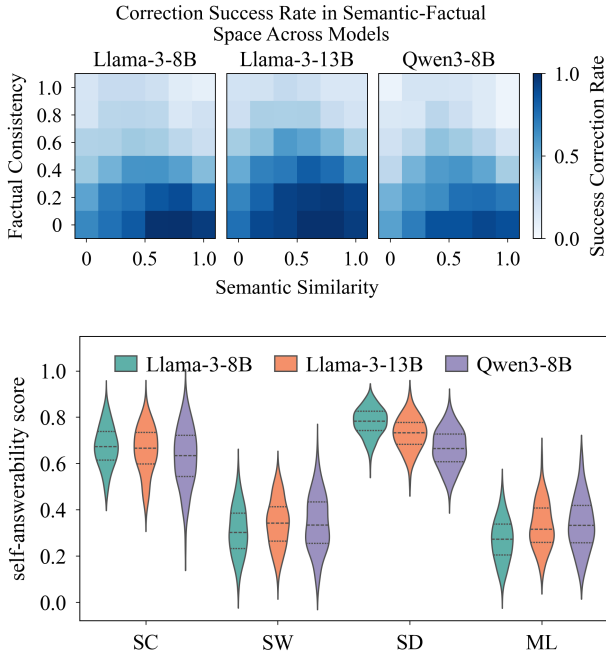 Correction Success Rate in Semantic-Factual
Space Across Models
Llama-3-8B Llama-3-13B Qwen3-8B
Factual Consistency
1.0
0.8
0.6
0.4
0.2
0
0 0.5 1.0 0 0.5 1.0 0 0.5 1.0
Semantic Similarity
1.0
0.5
0.0
Success Correction Rate
Llama-3-8B Llama-3-13B Qwen3-8B
self-answerability score
1.0
0.8
0.6
0.4
0.2
0.0
SC SW SD ML